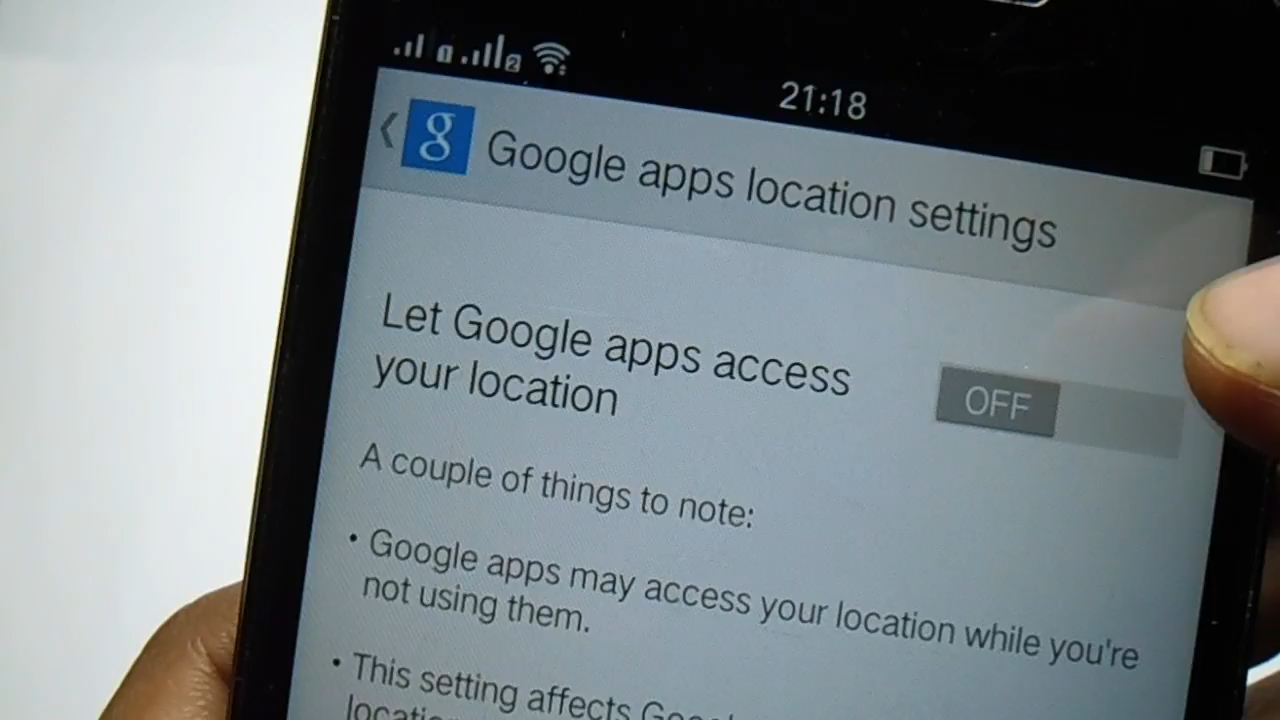 21:18
g Google apps location settings
Let Google apps access
your location
OFF
A couple of things to note:
• Google apps may access your location while you're
not using them.
• This setting affects